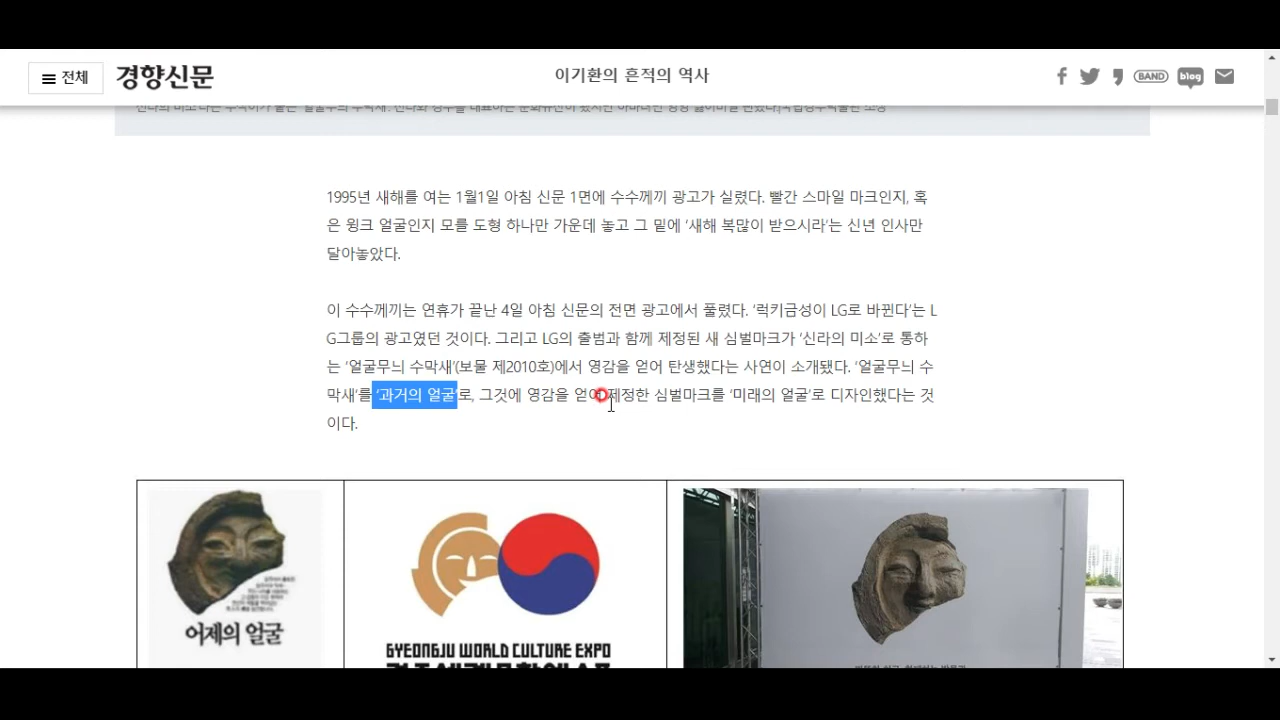 전체
경향신문
이기환의 흔적의 역사
BAND
blog
1995년 새해를 여는 1월1일 아침 신문 1면에 수수께끼 광고가 실렸다. 빨간 스마일 마크인지, 혹
은 윙크 얼굴인지 모를 도형 하나만 가운데 놓고 그 밑에 ‘새해 복많이 받으시라’는 신년 인사만
달아놓았다.
이 수수께끼는 연휴가 끝난 4일 아침 신문의 전면 광고에서 풀렸다. ‘럭키금성이 LG로 바뀐다’는 L
G그룹의 광고였던 것이다. 그리고 LG의 출범과 함께 제정된 새 심벌마크가 ‘신라의 미소’로 통하
는 ‘얼굴무늬 수막새’(보물 제2010호)에서 영감을 얻어 탄생했다는 사연이 소개됐다. ‘얼굴무늬 수
막새’를 ‘과거의 얼굴’로, 그것에 영감을 얻어 제정한 심벌마크를 ‘미래의 얼굴’로 디자인했다는 것
이다.
어제의 얼굴
GYEONGJU WORLD CULTURE EXPO